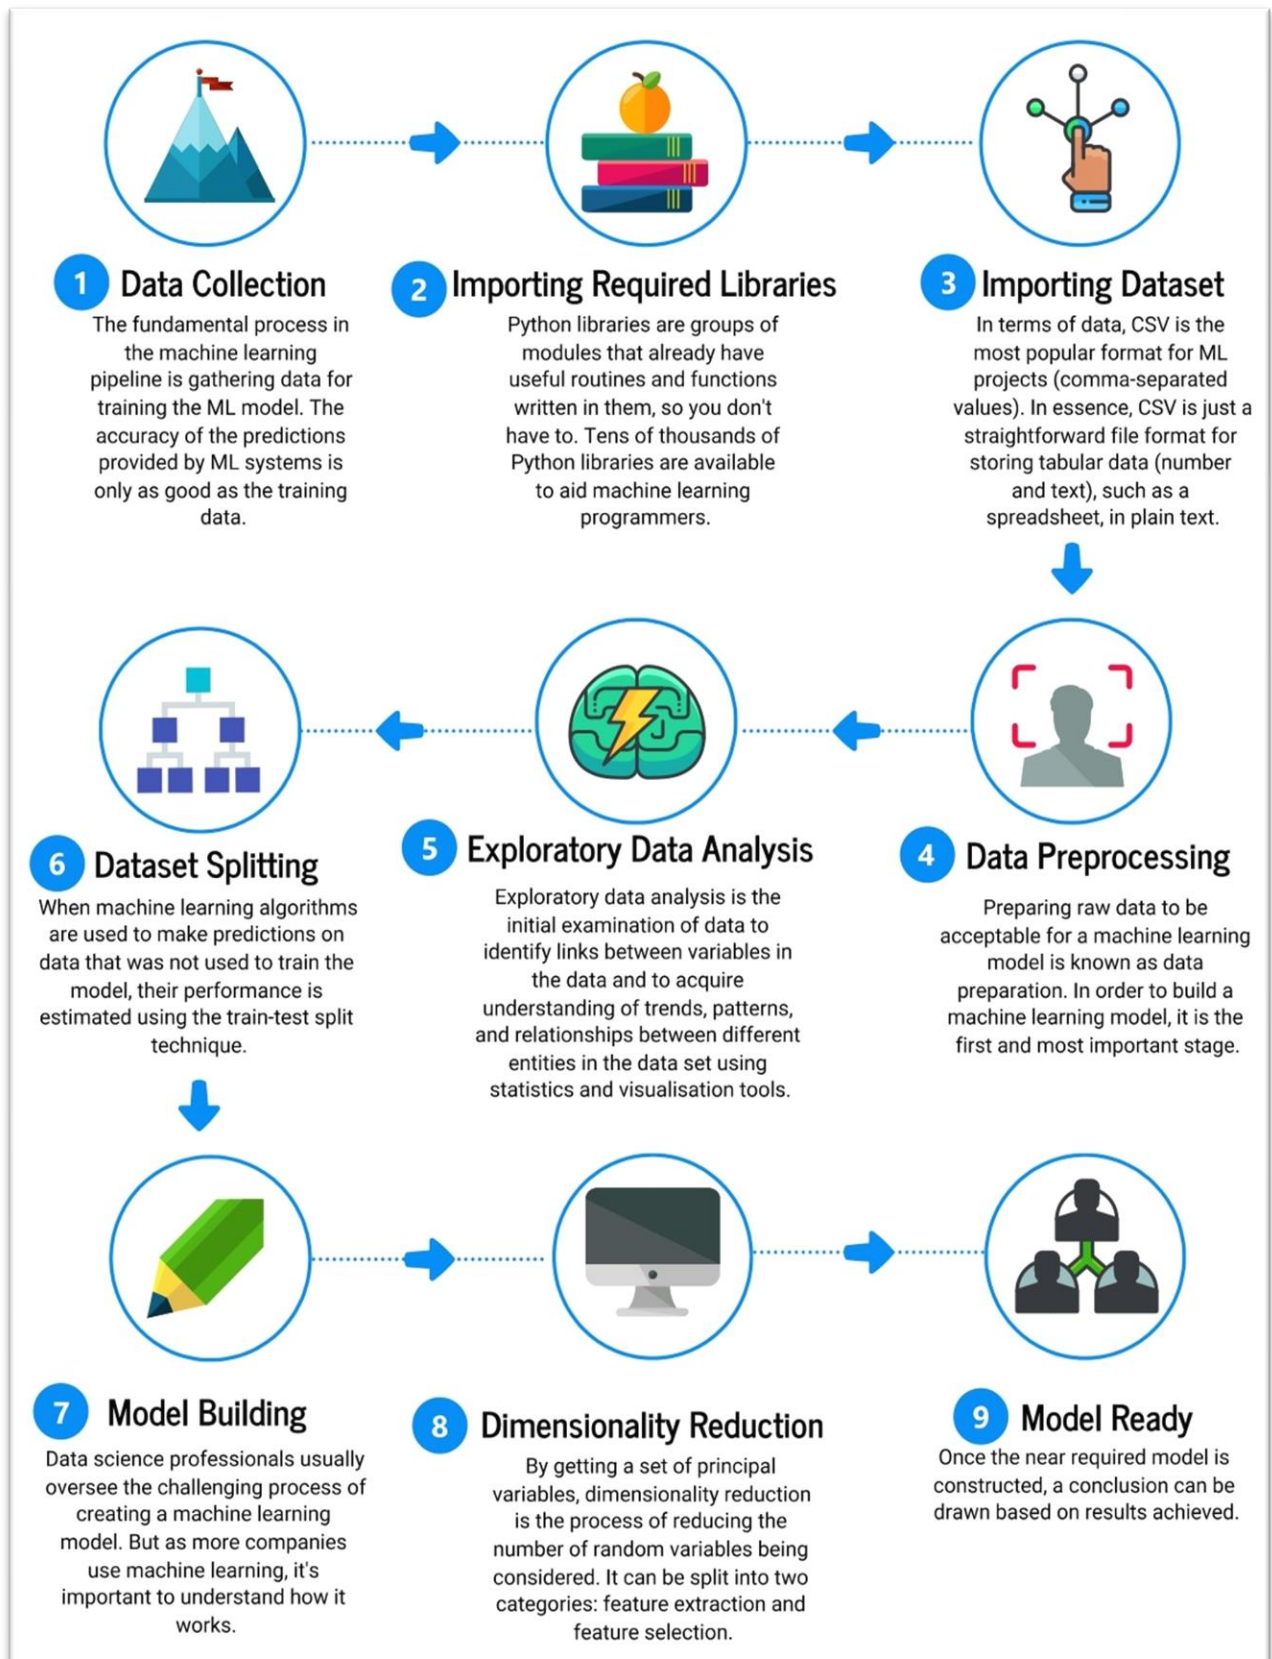 1 Data Collection
The fundamental process in
the machine learning
pipeline is gathering data for
training the ML model. The
accuracy of the predictions
provided by ML systems is
only as good as the training
data.
2 Importing Required Libraries
Python libraries are groups of
modules that already have
useful routines and functions
written in them, so you don't
have to. Tens of thousands of
Python libraries are available
to aid machine learning
programmers.
3 Importing Dataset
In terms of data, CSV is the
most popular format for ML
projects (comma-separated
values). In essence, CSV is just a
straightforward file format for
storing tabular data (number
and text), such as a
spreadsheet, in plain text.
4 Data Preprocessing
Preparing raw data to be
acceptable for a machine learning
model is known as data
preparation. In order to build a
machine learning model, it is the
first and most important stage.
5 Exploratory Data Analysis
Exploratory data analysis is the
initial examination of data to
identify links between variables in
the data and to acquire
understanding of trends, patterns,
and relationships between different
entities in the data set using
statistics and visualisation tools.
6 Dataset Splitting
When machine learning algorithms
are used to make predictions on
data that was not used to train the
model, their performance is
estimated using the train-test split
technique.
7 Model Building
Data science professionals usually
oversee the challenging process of
creating a machine learning
model. But as more companies
use machine learning, it's
important to understand how it
works.
8 Dimensionality Reduction
By getting a set of principal
variables, dimensionality reduction
is the process of reducing the
number of random variables being
considered. It can be split into two
categories: feature extraction and
feature selection.
9 Model Ready
Once the near required model is
constructed, a conclusion can be
drawn based on results achieved.